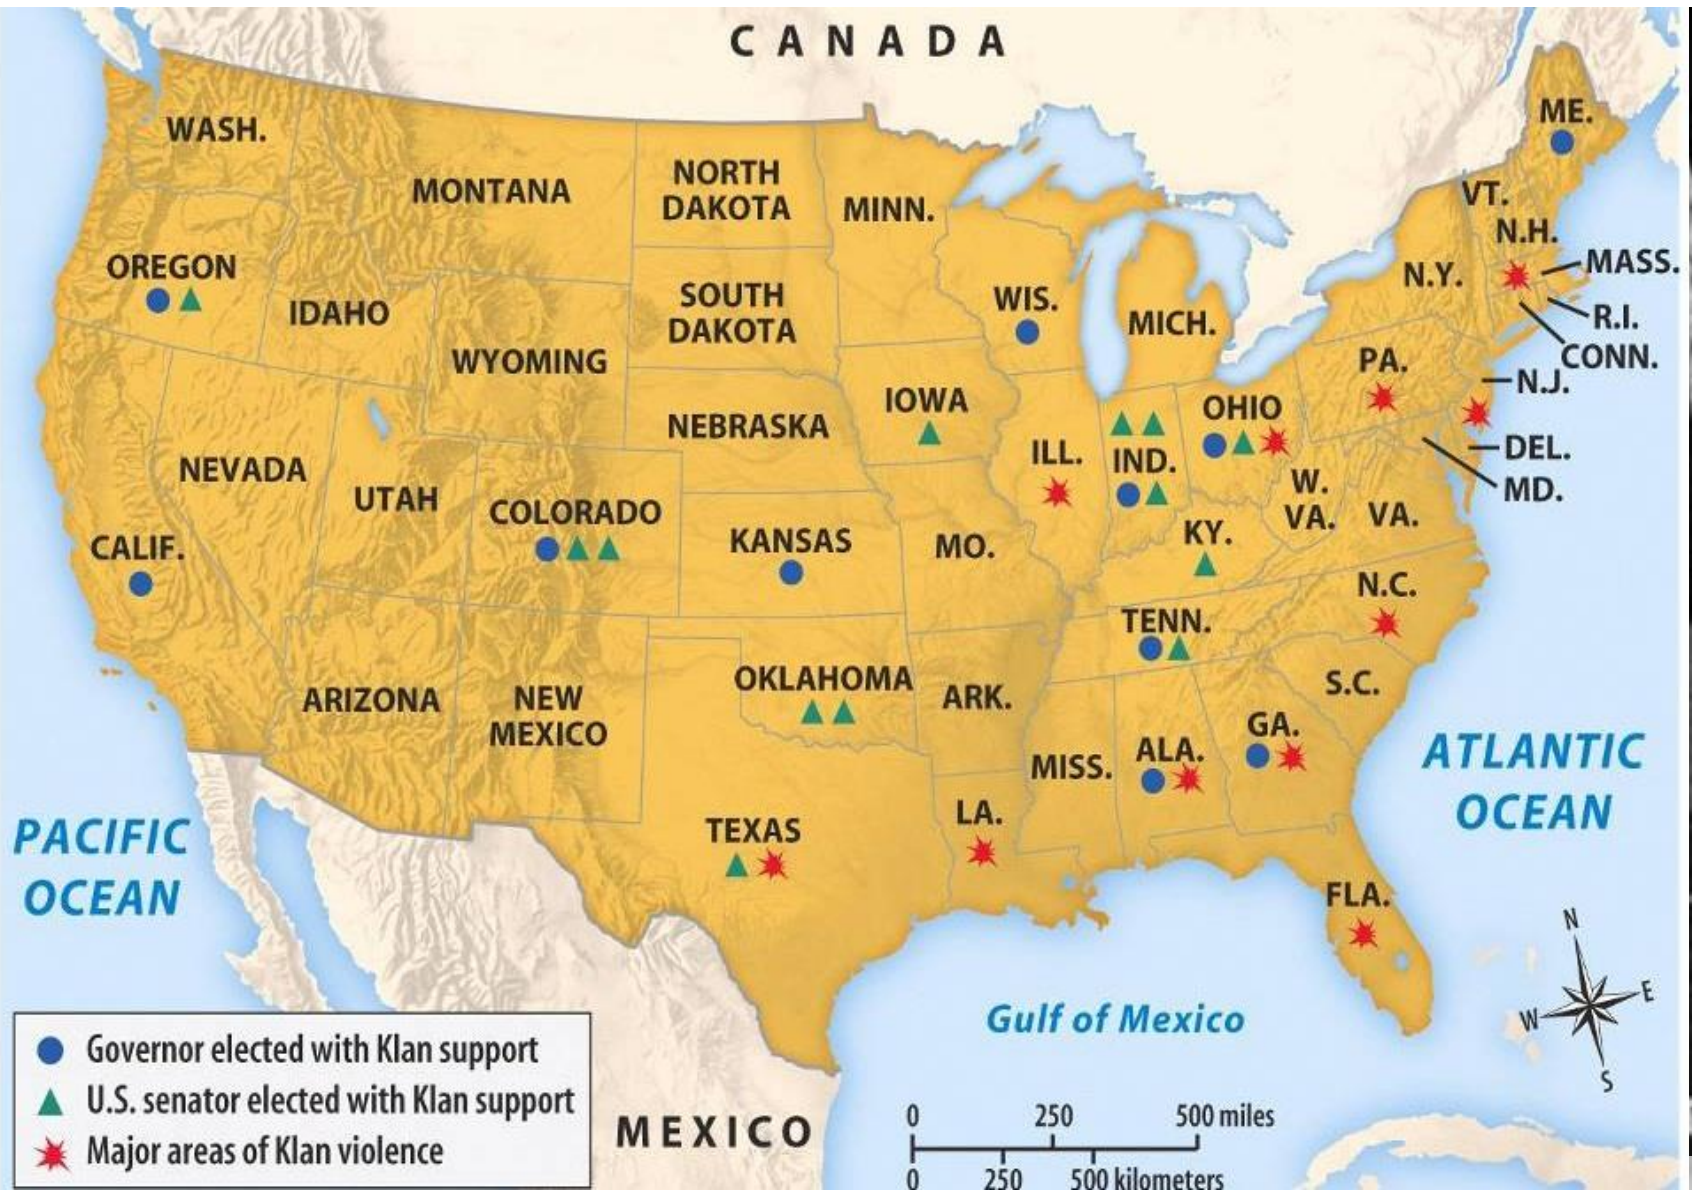 CANADA
WASH.
MONTANA
NORTH
DAKOTA
MINN.
ME.
VT.
N.H.
MASS.
N.Y.
R.I.
CONN.
OREGON
IDAHO
WYOMING
SOUTH
DAKOTA
WIS.
MICH.
PA.
N.J.
NEBRASKA
IOWA
ILL.
IND.
OHIO
DEL.
MD.
NEVADA
UTAH
COLORADO
KANSAS
MO.
KY.
W.
VA.
VA.
CALIF.
N.C.
TENN.
ARIZONA
NEW
MEXICO
OKLAHOMA
ARK.
S.C.
MISS.
ALA.
GA.
TEXAS
LA.
FLA.
PACIFIC
OCEAN
ATLANTIC
OCEAN
Gulf of Mexico
MEXICO
N
E
W
S
Governor elected with Klan support
U.S. senator elected with Klan support
Major areas of Klan violence
0 250 500 miles
0 250 500 kilometers